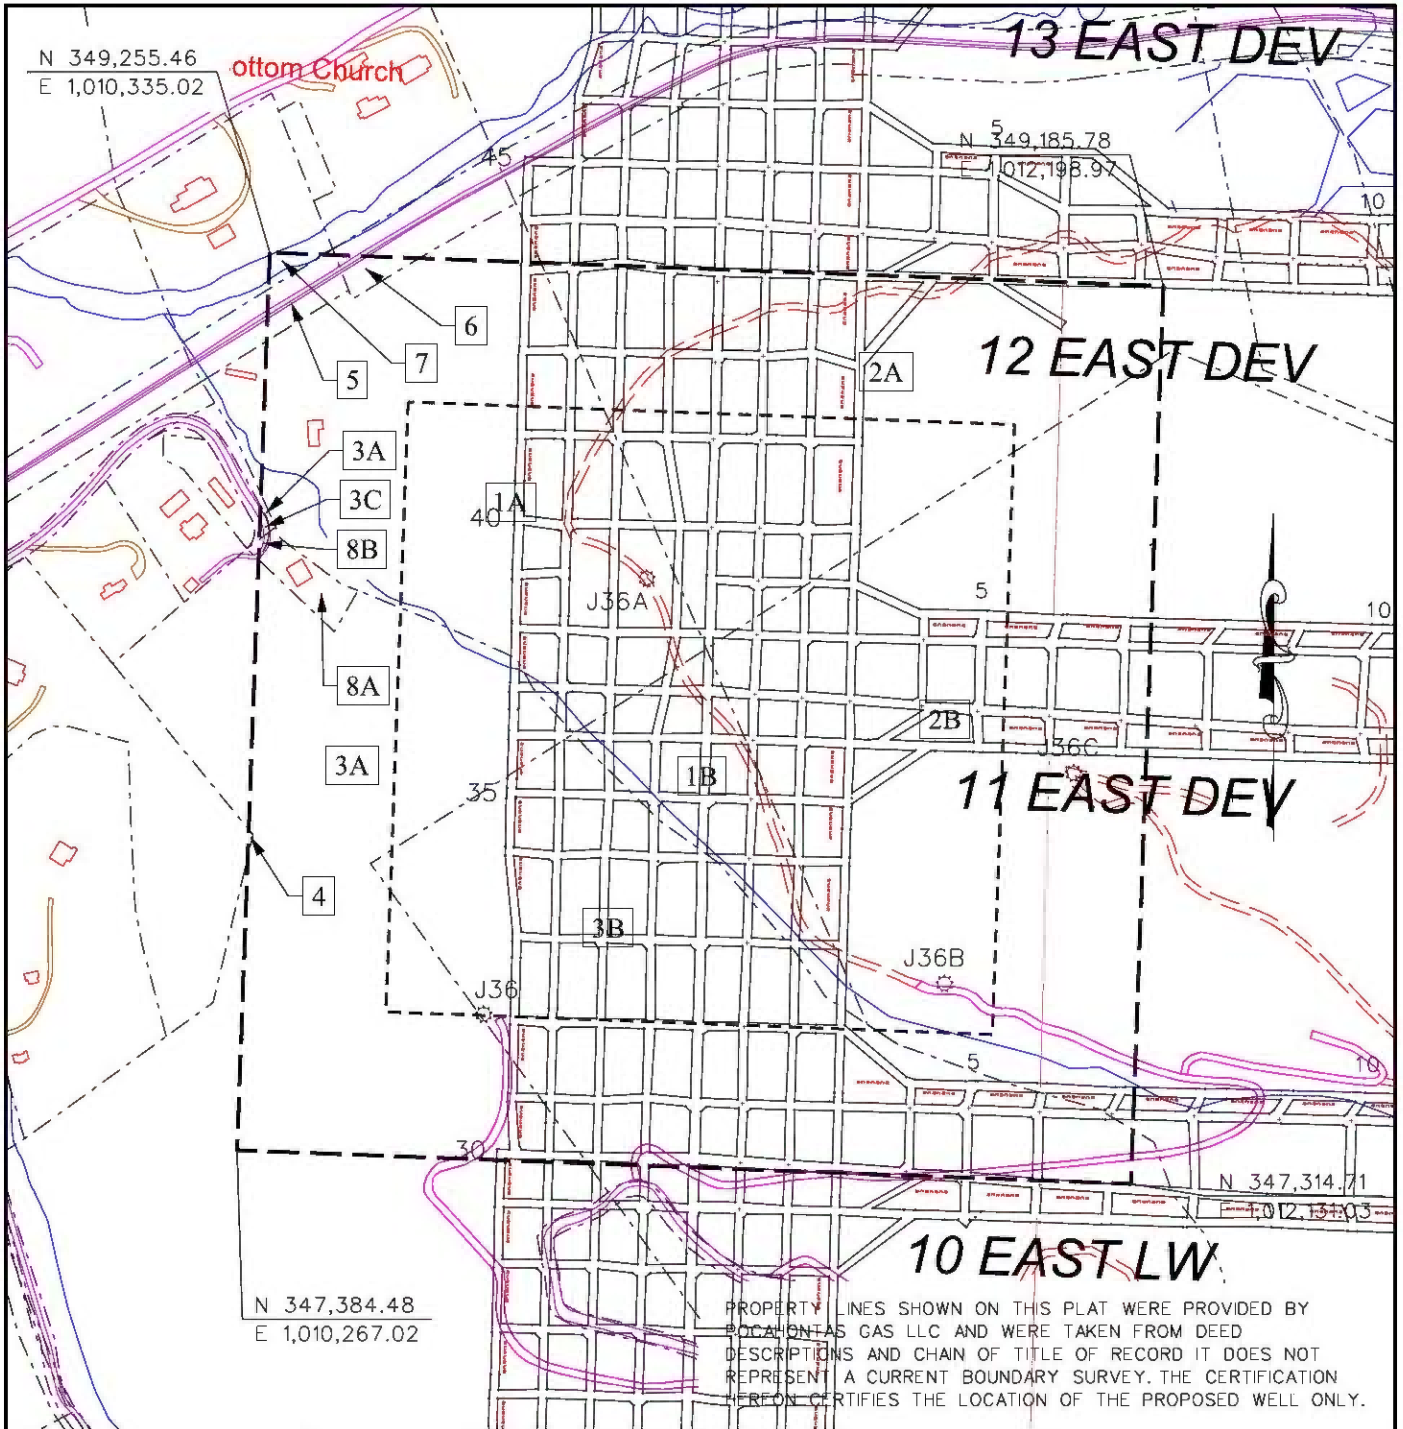 13 EAST DEV
N 349,255.46
E 1,010,335.02
ottom Church
5
N 349,185.78
E 1,012,198.97
45
10
6
7
5
12 EAST DEV
2A
3A
3C
1A
40
8B
J36A
5
10
8A
2B
3A
1B
J36C
35
11 EAST DEV
4
3B
J36B
J36
5
10
30
N 347,314.71
E 1,012,131.03
10 EAST LW
N 347,384.48
E 1,010,267.02
PROPERTY LINES SHOWN ON THIS PLAT WERE PROVIDED BY
POCAHONTAS GAS LLC AND WERE TAKEN FROM DEED
DESCRIPTIONS AND CHAIN OF TITLE OF RECORD IT DOES NOT
REPRESENT A CURRENT BOUNDARY SURVEY. THE CERTIFICATION
HEREON CERTIFIES THE LOCATION OF THE PROPOSED WELL ONLY.